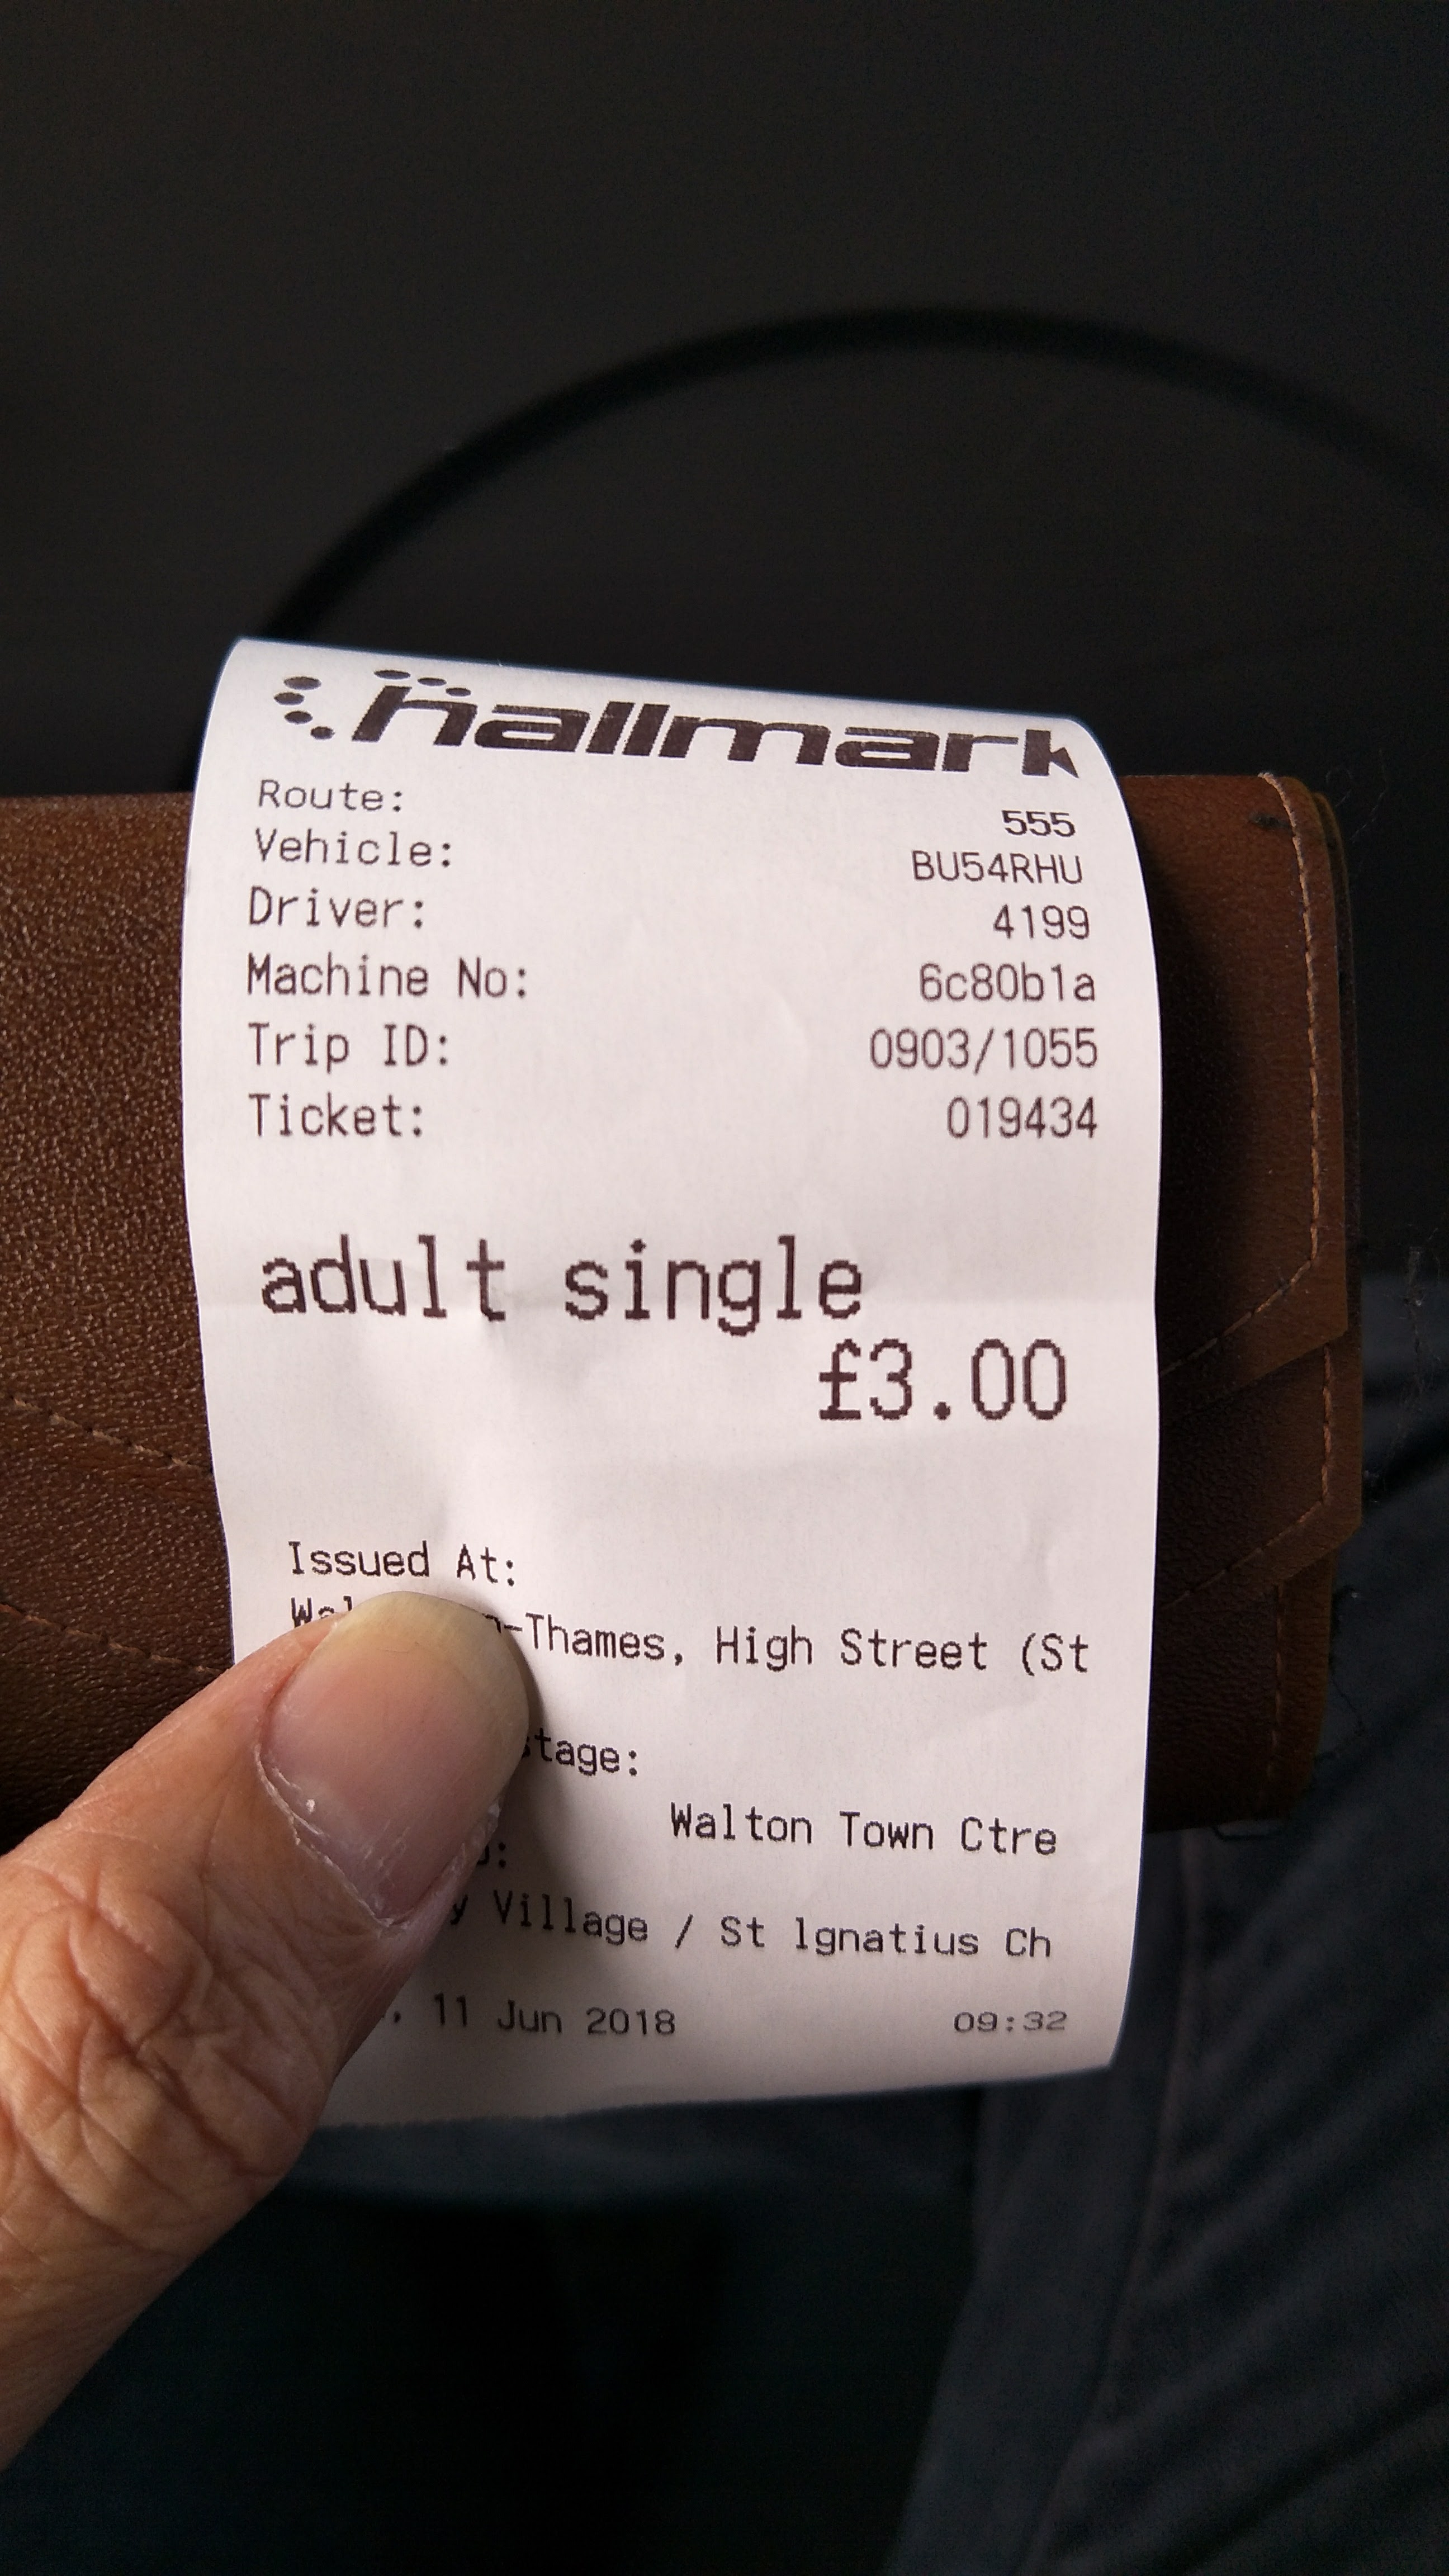 hallmark
Route: 555
Vehicle: BU54RHU
Driver: 4199
Machine No: 6c80b1a
Trip ID: 0903/1055
Ticket: 019434
adult single
£3.00
Issued At:
-Thames, High Street (St
tage:
Walton Town Ctre
Village / St Ignatius Ch
11 Jun 2018 09:32